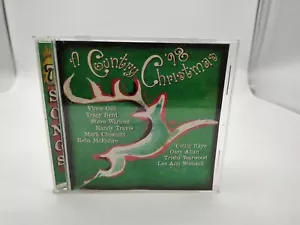 A Country '98
Christmas
SONGS
Vince Gill
Tracy Byrd
Steve Wariner
Randy Travis
Mark Chesnutt
Reba McEntire
Collin Raye
Gary Allan
Trisha Yearwood
Lee Ann Womack